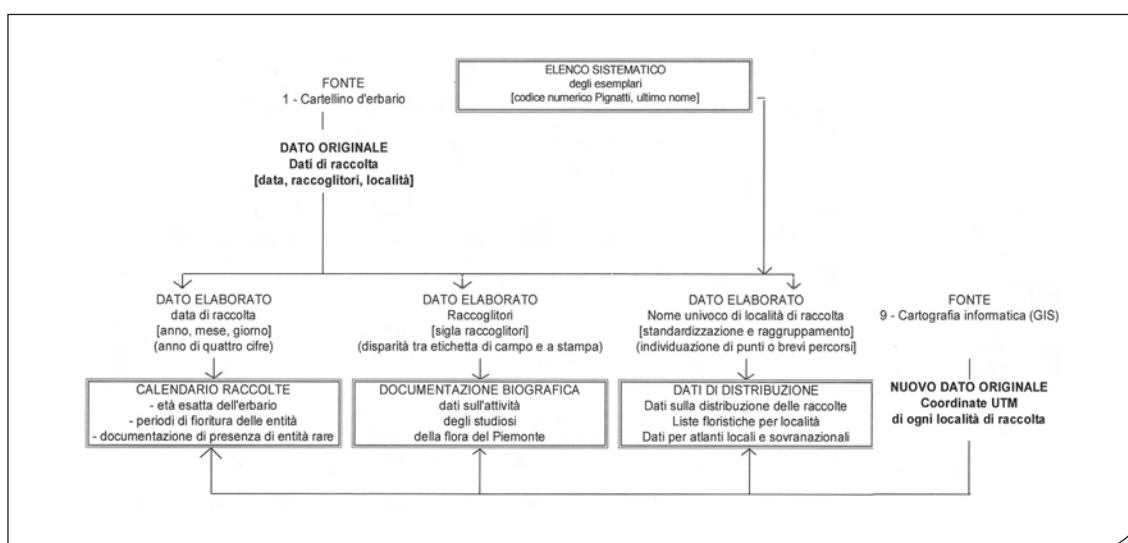 ELENCO SISTEMATICO
degli esemplari
[codice numerico Pignatti, ultimo nome]
FONTE
1 - Cartellino d'erbario
DATO ORIGINALE
Dati di raccolta
[data, raccoglitori, località]
DATO ELABORATO
data di raccolta
[anno, mese, giorno]
(anno di quattro cifre)
DATO ELABORATO
Raccoglitori
[sigla raccoglitori]
(disparità tra etichetta di campo e a stampa)
DATO ELABORATO
Nome univoco di località di raccolta
[standardizzazione e raggruppamento]
(individuazione di punti o brevi percorsi]
FONTE
9 - Cartografia informatica (GIS)
CALENDARIO RACCOLTE
- età esatta dell'erbario
- periodi di fioritura delle entità
- documentazione di presenza di entità rare
DOCUMENTAZIONE BIOGRAFICA
dati sull'attività
degli studiosi
della flora del Piemonte
DATI DI DISTRIBUZIONE
Dati sulla distribuzione delle raccolte
Liste floristiche per località
Dati per atlanti locali e sovranazionali
NUOVO DATO ORIGINALE
Coordinate UTM
di ogni località di raccolta